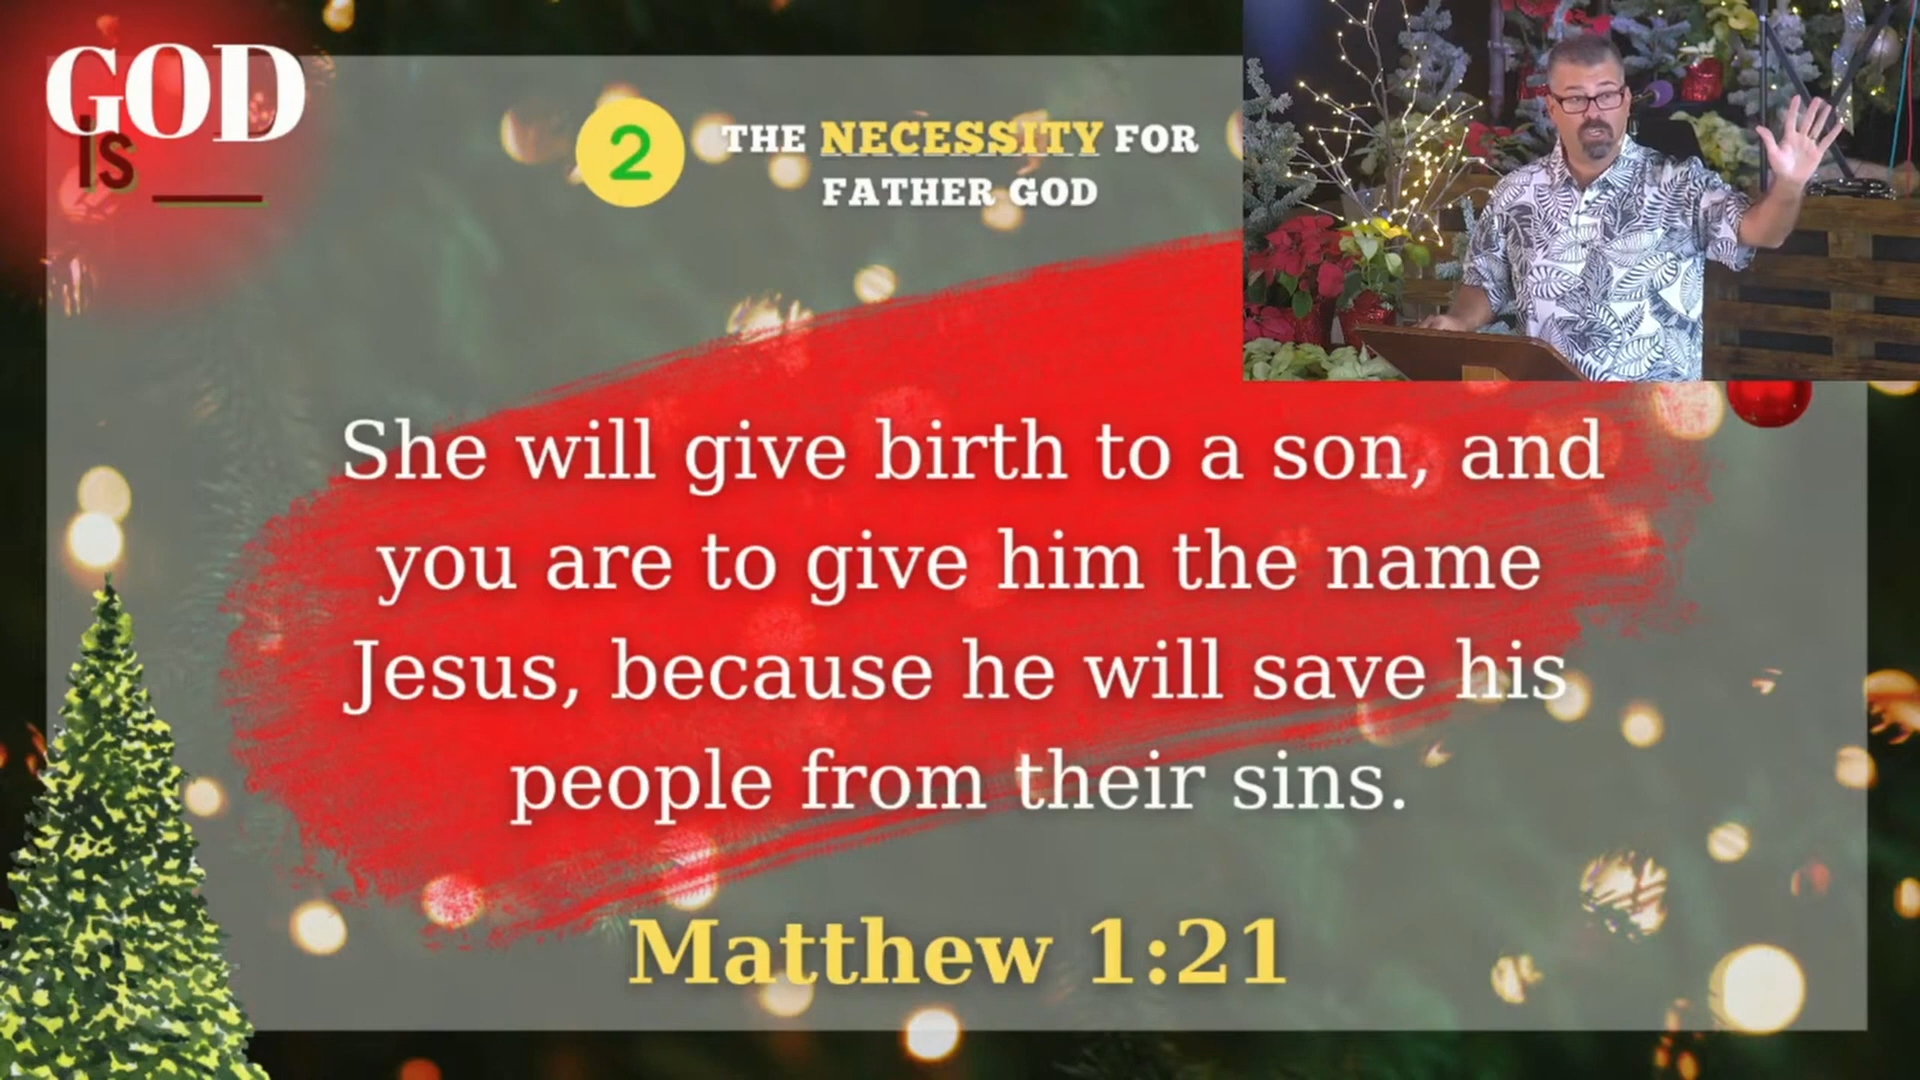 GOD
Is ___
2
THE NECESSITY FOR
FATHER GOD
She will give birth to a son, and
you are to give him the name
Jesus, because he will save his
people from their sins.
Matthew 1:21